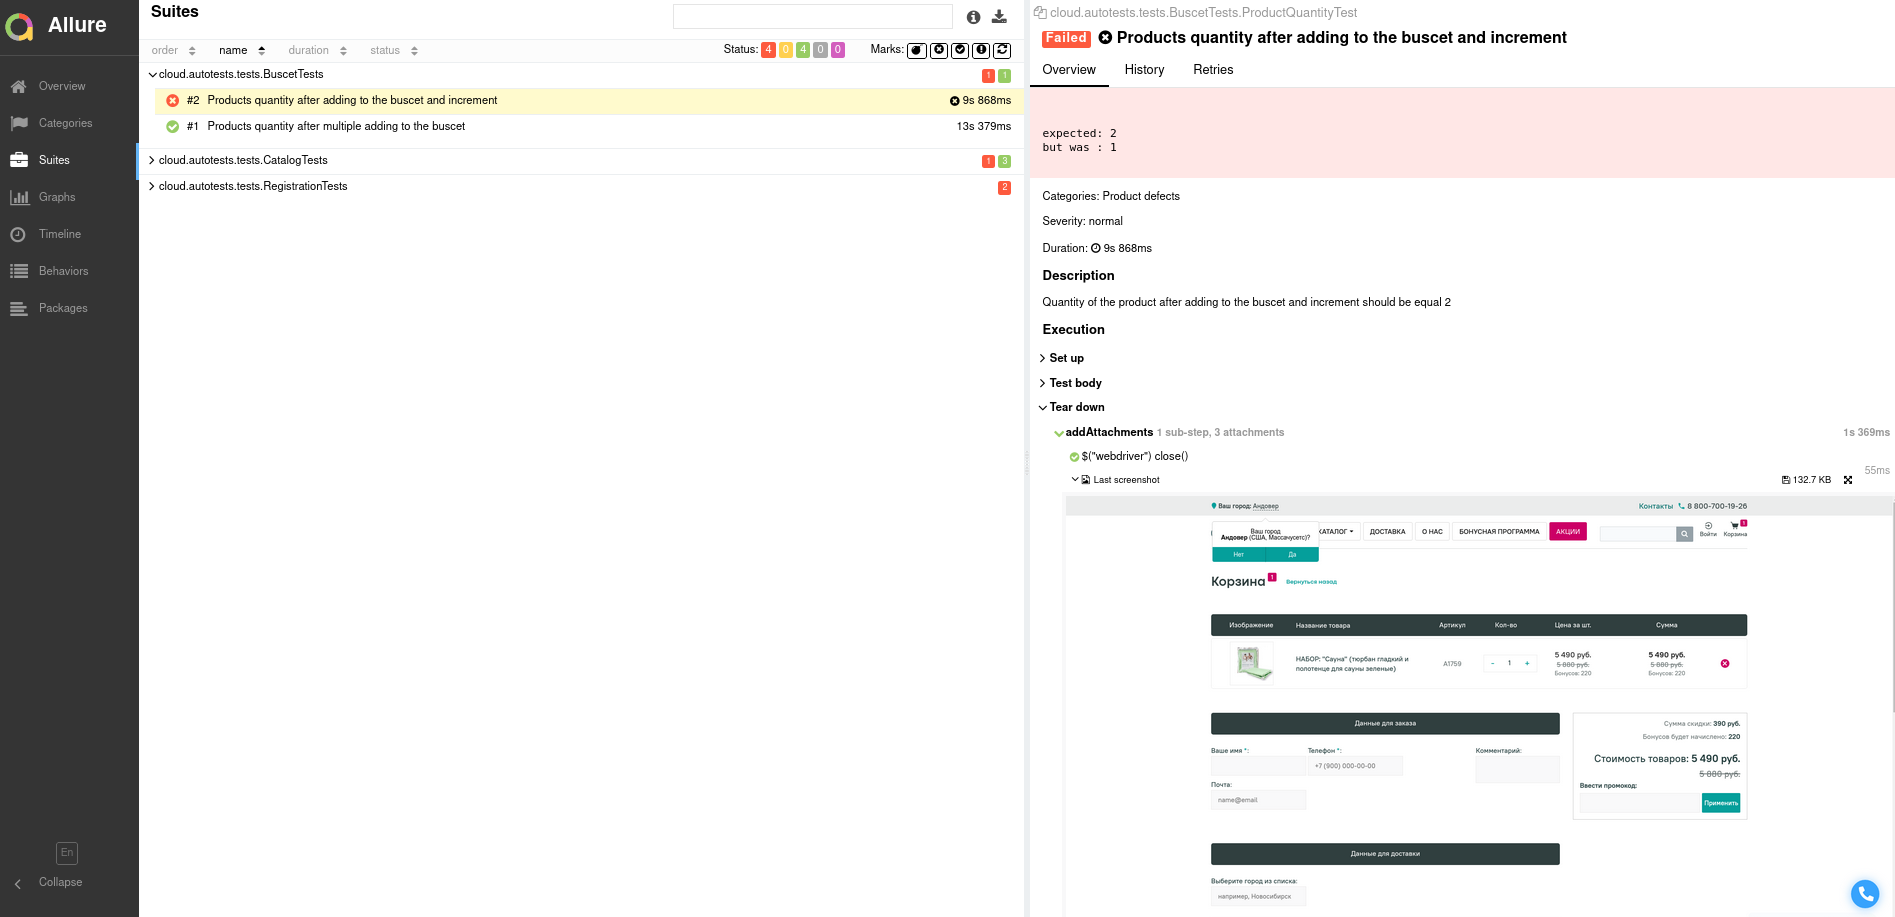 Allure
Overview
Categories
Suites
Graphs
Timeline
Behaviors
Packages
En
Collapse
Suites
order name duration status
Status: 4 0 4 0 0 Marks:
cloud.autotests.tests.BuscetTests 1 1
#2 Products quantity after adding to the buscet and increment 9s 868ms
#1 Products quantity after multiple adding to the buscet 13s 379ms
cloud.autotests.tests.CatalogTests 1 3
cloud.autotests.tests.RegistrationTests 2
cloud.autotests.tests.BuscetTests.ProductQuantityTest
Failed Products quantity after adding to the buscet and increment
Overview History Retries
expected: 2
but was : 1
Categories: Product defects
Severity: normal
Duration: 9s 868ms
Description
Quantity of the product after adding to the buscet and increment should be equal 2
Execution
Set up
Test body
Tear down
addAttachments 1 sub-step, 3 attachments 1s 369ms
$("webdriver") close()
55ms
Last screenshot 132.7 KB
Ваш город: Андовер Контакты 8 800-700-19-26
Ваш город
Андовер (США, Массачусетс)?
Нет Да
КАТАЛОГ ДОСТАВКА О НАС БОНУСНАЯ ПРОГРАММА АКЦИИ Войти Корзина 1
Корзина 1 Вернуться назад
Изображение Название товара Артикул Кол-во Цена за шт. Сумма
НАБОР: "Сауна" (тюрбан гладкий и
полотенце для сауны зеленые)
A1759 - 1 +
5 490 руб. 5 490 руб.
5 880 руб. 5 880 руб.
Бонусов: 220 Бонусов: 220
Данные для заказа
Ваше имя *: Телефон *: Комментарий:
+7 (900) 000-00-00
Почта:
name@email
Сумма скидки: 390 руб.
Бонусов будет начислено: 220
Стоимость товаров: 5 490 руб.
5 880 руб.
Ввести промокод:
Применить
Данные для доставки
Выберите город из списка:
например, Новосибирск